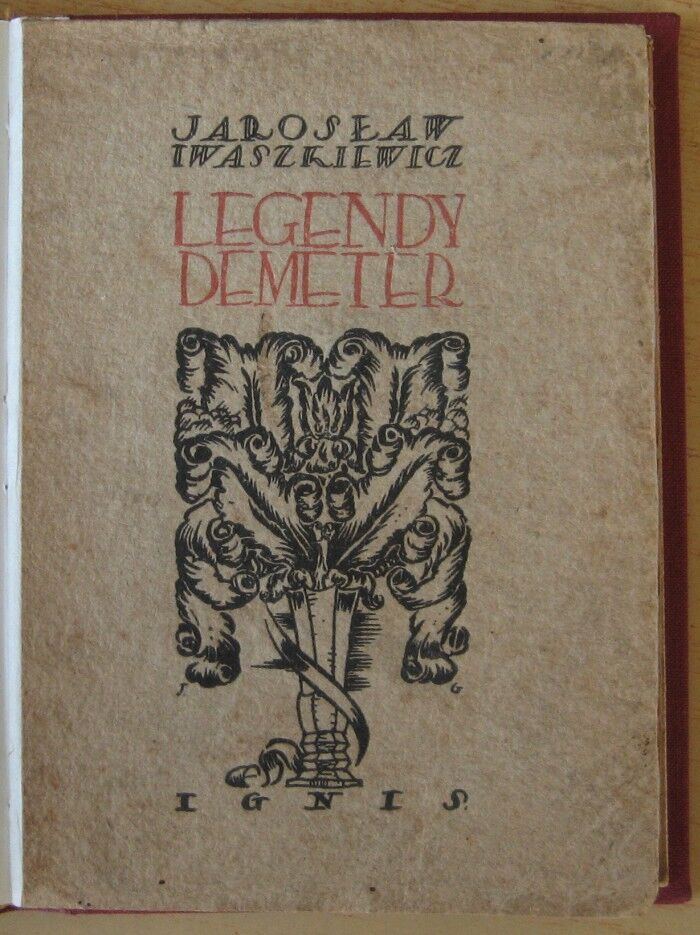 JAROSŁAW
IWASZKIEWICZ
LEGENDY
DEMETER
J G
IGNIS.